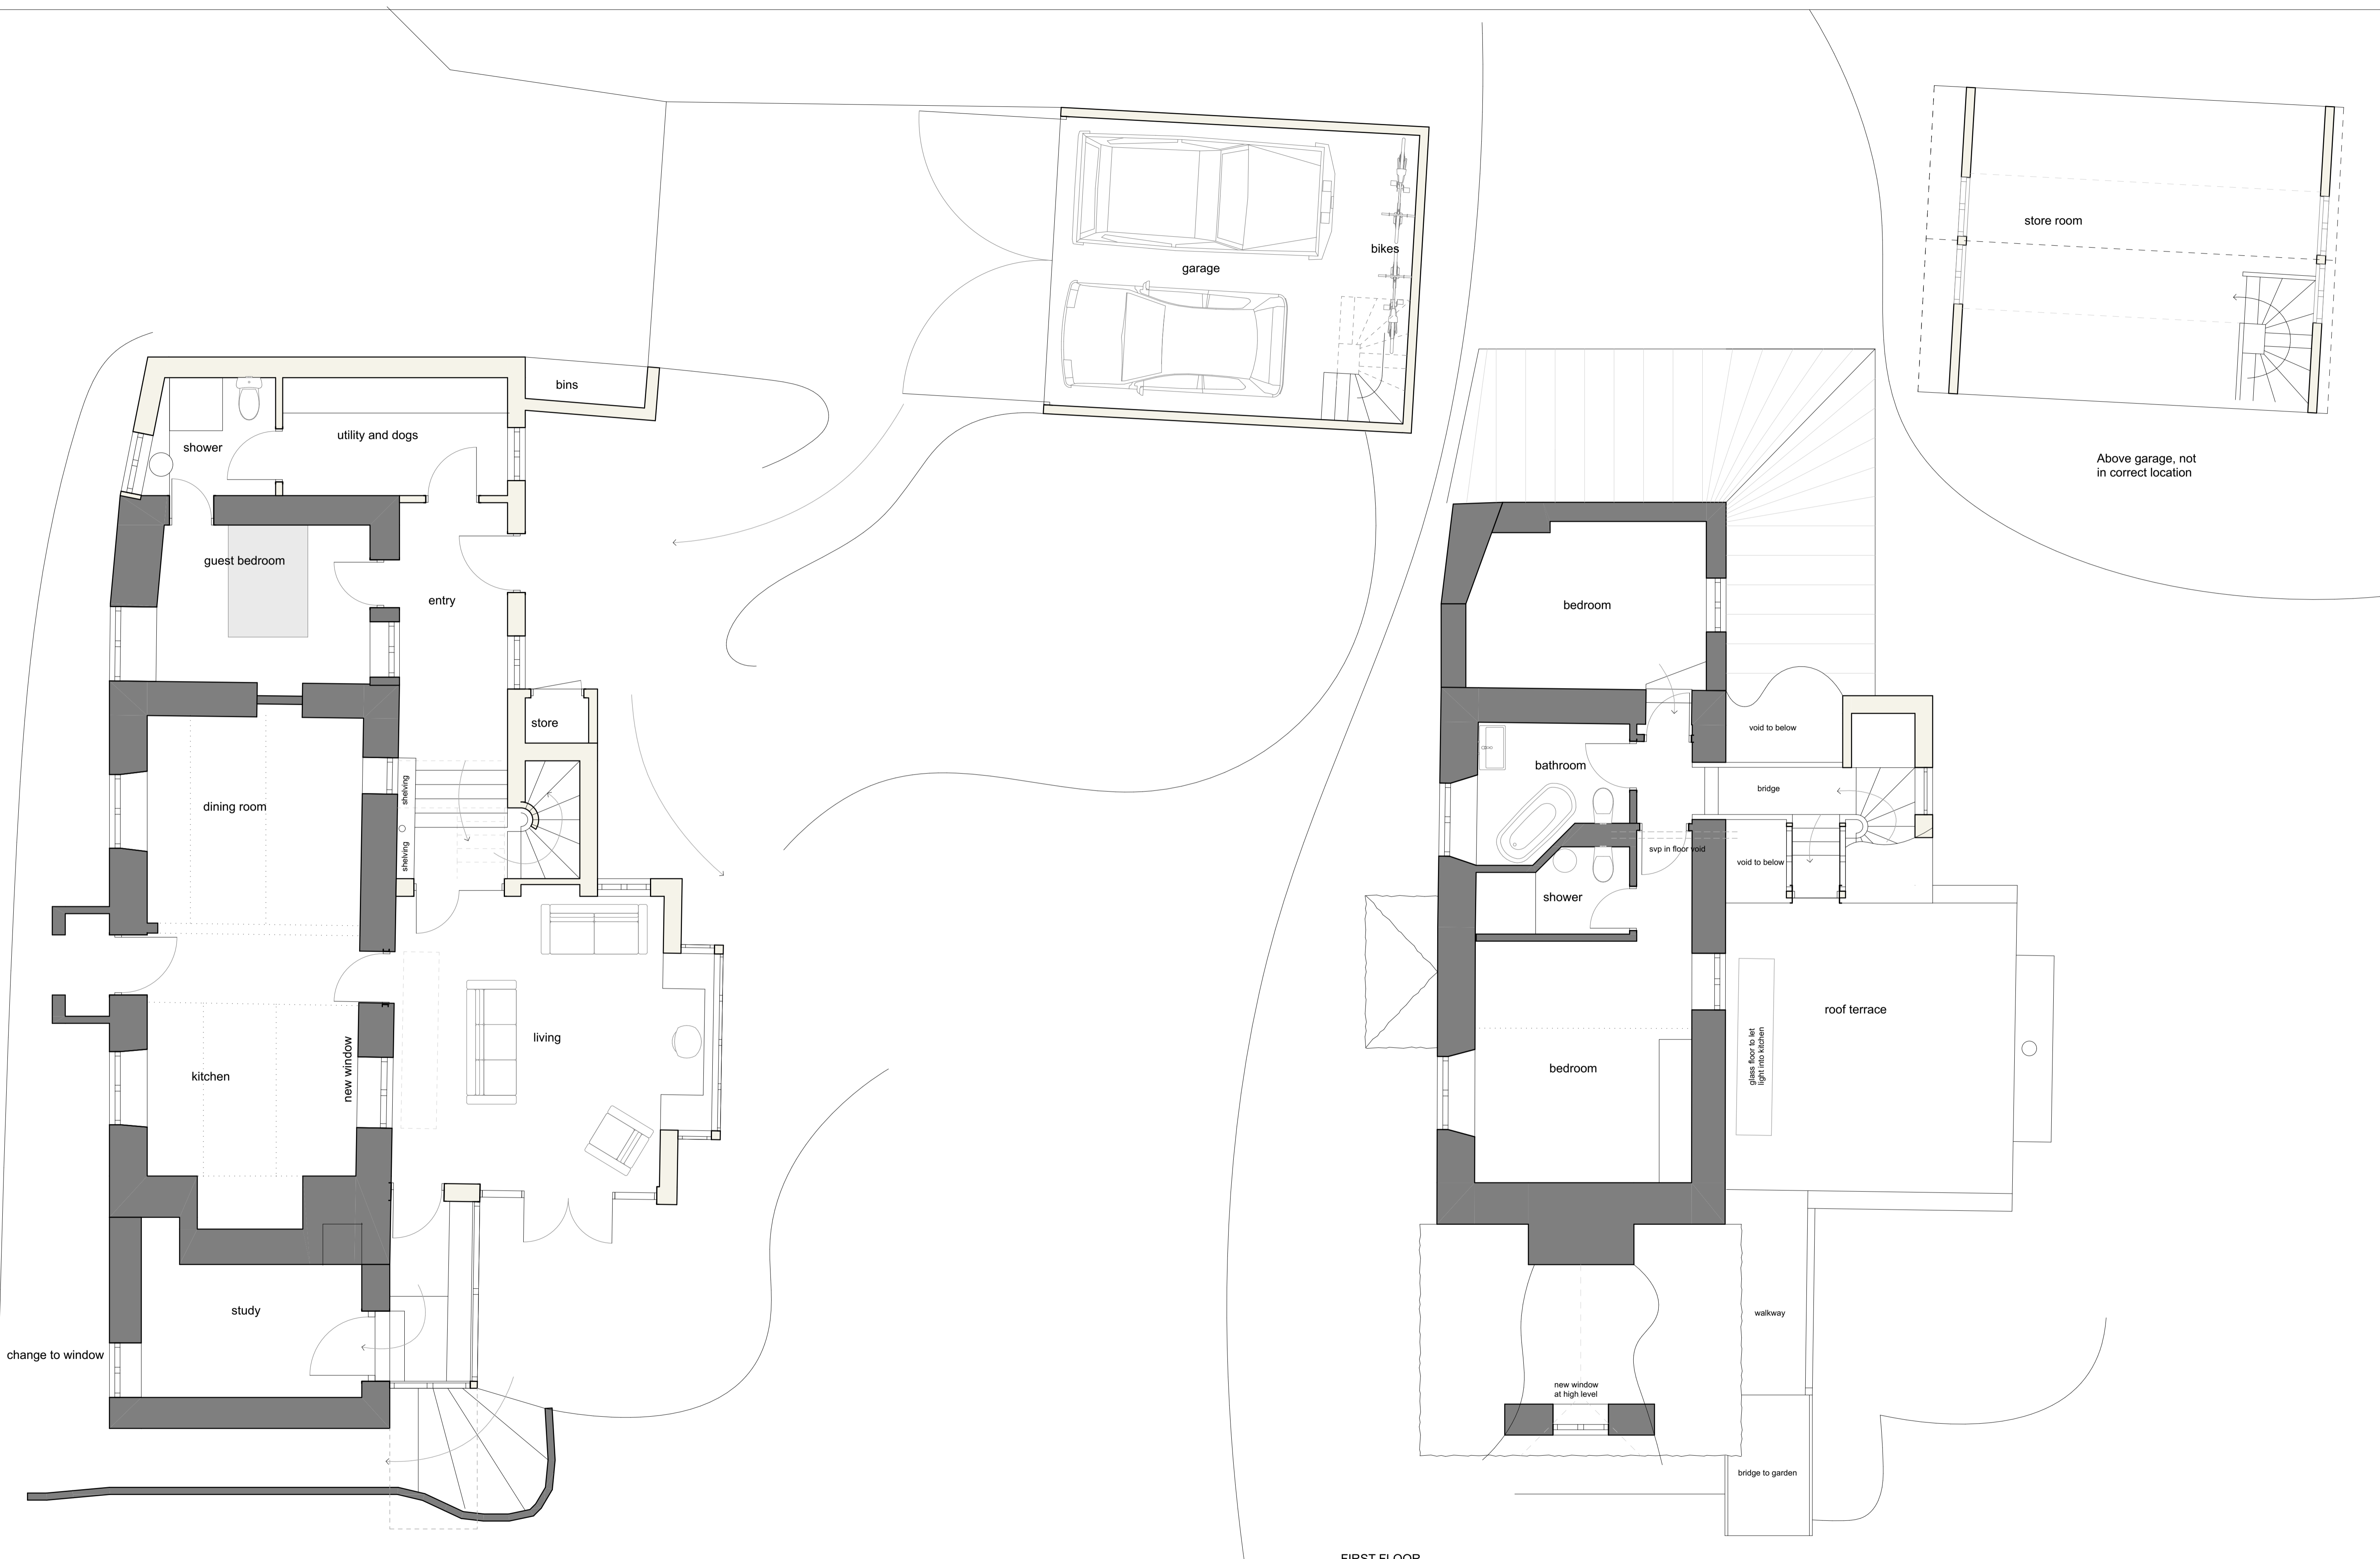 bins
shower
utility and dogs
guest bedroom
entry
store
dining room
shelving
shelving
kitchen
new window
living
study
change to window
garage
bikes
bedroom
bathroom
void to below
bridge
svp in floor void
void to below
shower
bedroom
glass floor to let
light into kitchen
roof terrace
walkway
new window
at high level
bridge to garden
store room
Above garage, not
in correct location
FIRST FLOOR